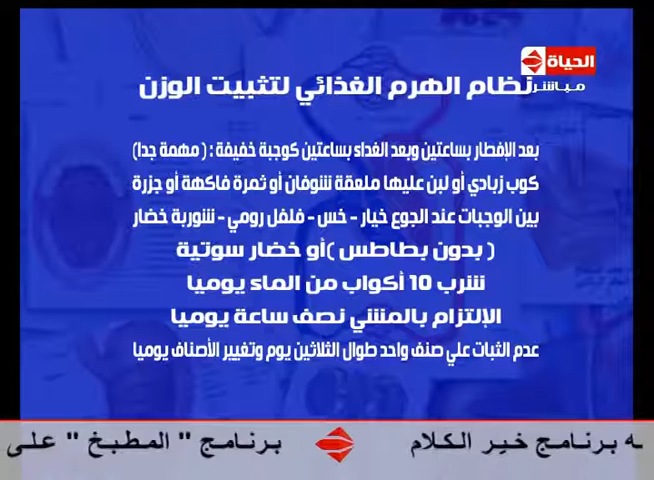 الحياة
مباشر
نظام الهرم الغذائي لتثبيت الوزن
بعد الإفطار بساعتين وبعد الغداء بساعتين كوجبة خفيفة : ( مهمة جدا)
كوب زبادي أو لبن عليها ملعقة شوفان أو ثمرة فاكهة أو جزرة
بين الوجبات عند الجوع خيار - خس - فلفل رومي - شوربة خضار
( بدون بطاطس )أو خضار سوتية
شرب 10 أكواب من الماء يوميا
الإلتزام بالمشي نصف ساعة يوميا
عدم الثبات علي صنف واحد طوال الثلاثين يوم وتغيير الأصناف يوميا
ـه برنامج خير الكلام برنامج " المطبخ " على